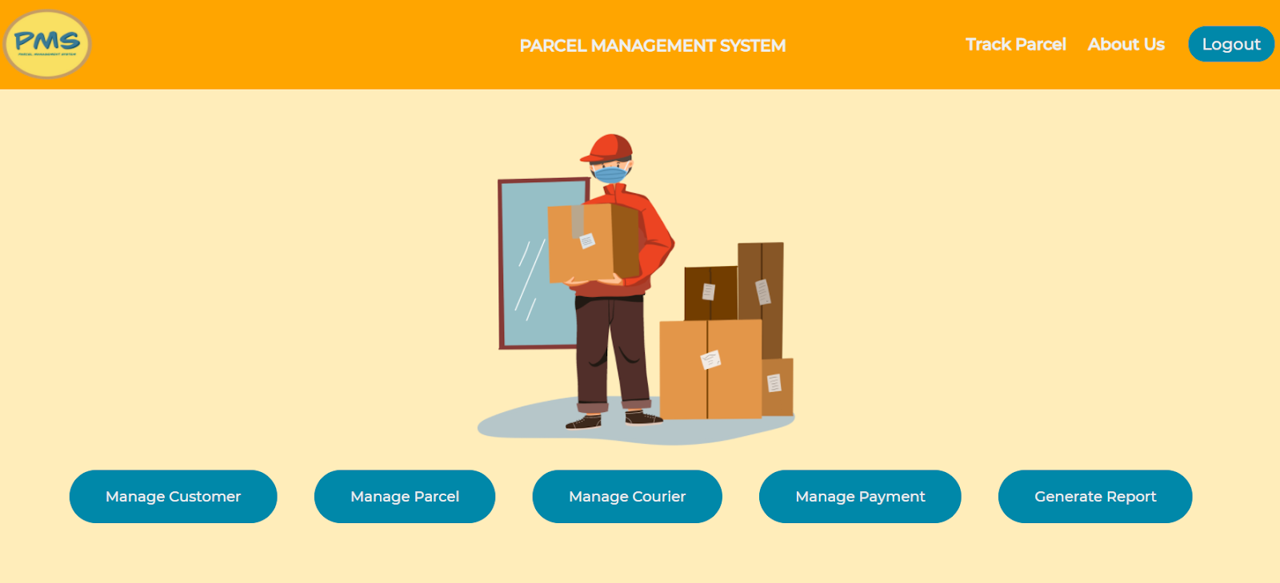 PMS
PARCEL MANAGEMENT SYSTEM
PARCEL MANAGEMENT SYSTEM
Track Parcel
About Us
Logout
Manage Customer
Manage Parcel
Manage Courier
Manage Payment
Generate Report